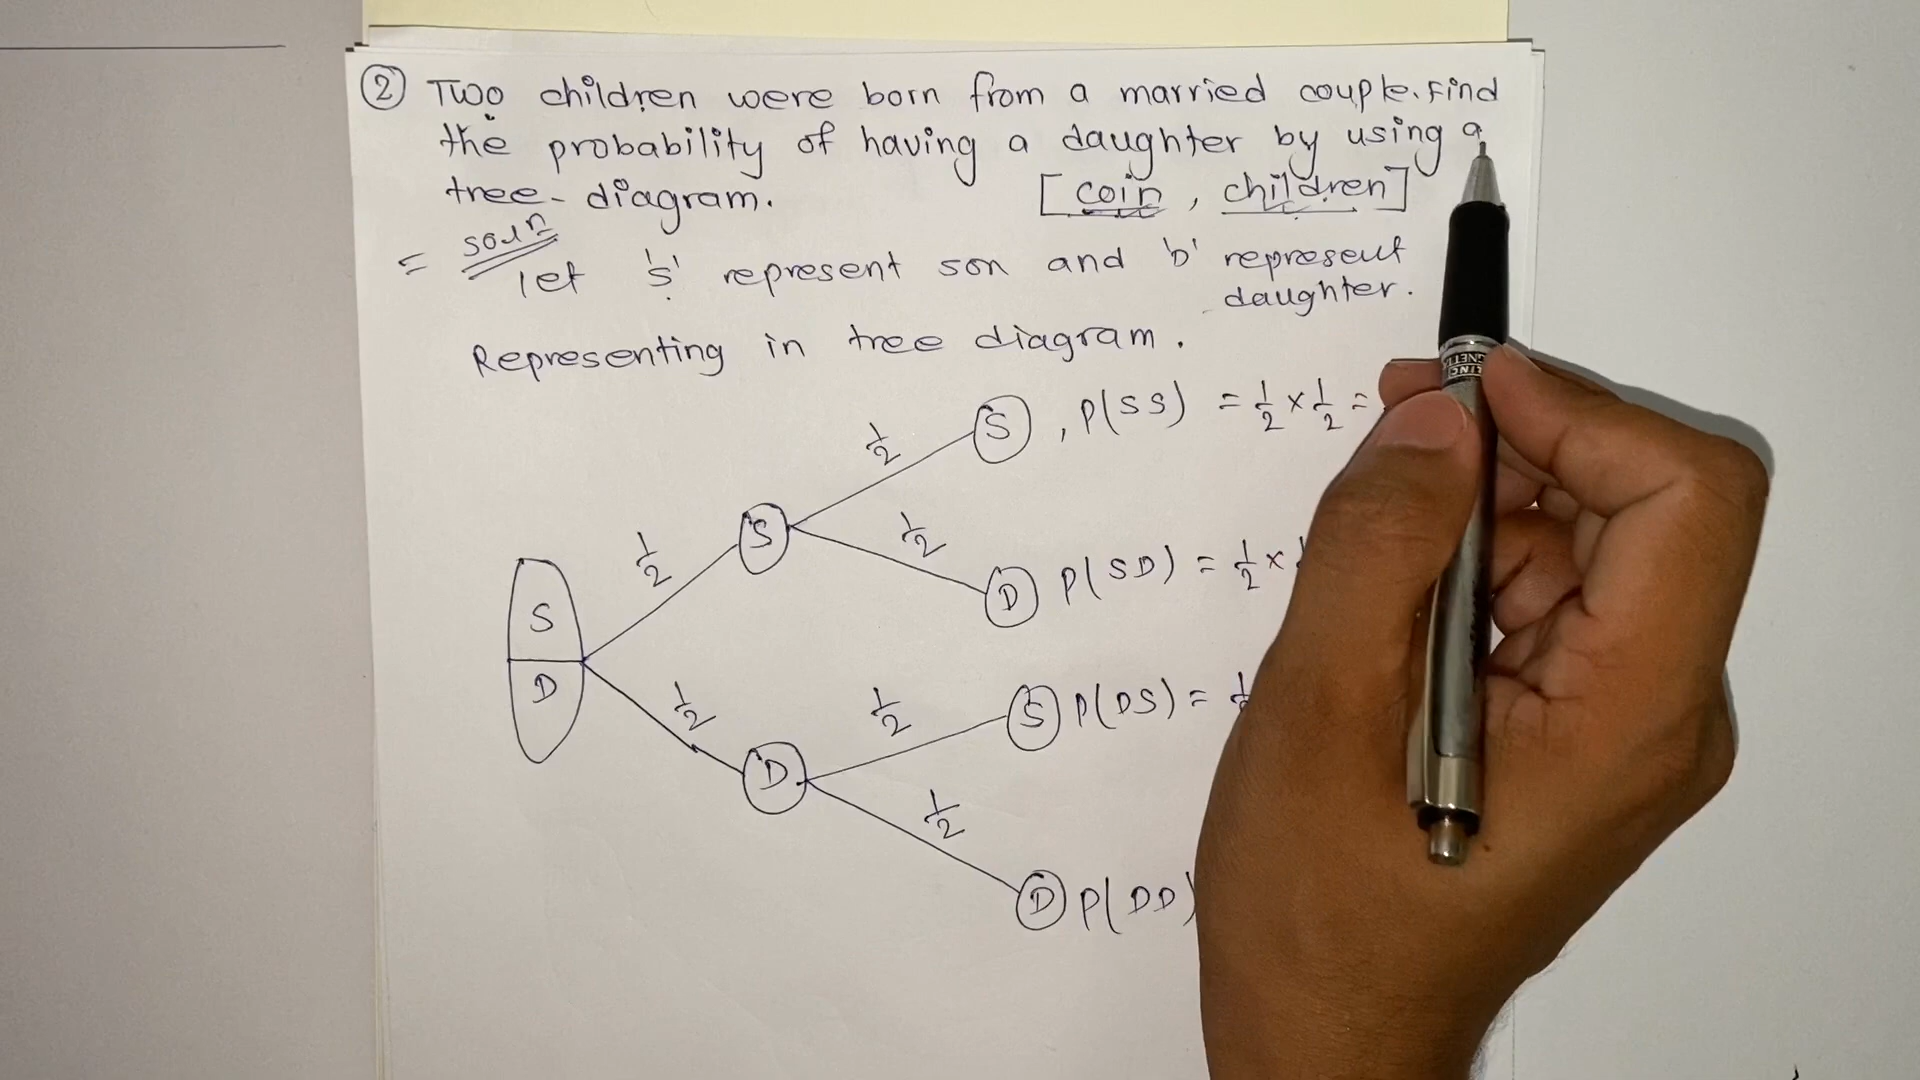 ② Two children were born from a married couple. Find
the probability of having a daughter by using a
tree-diagram. [coin, children]
= soln
let 's' represent son and 'D' represent
daughter.
Representing in tree diagram.
1/2 S, P(SS) = 1/2 × 1/2 =
1/2 S 1/2
D P(SD) = 1/2 ×
S
D
1/2 1/2 S P(DS) =
D
1/2
D P(DD)